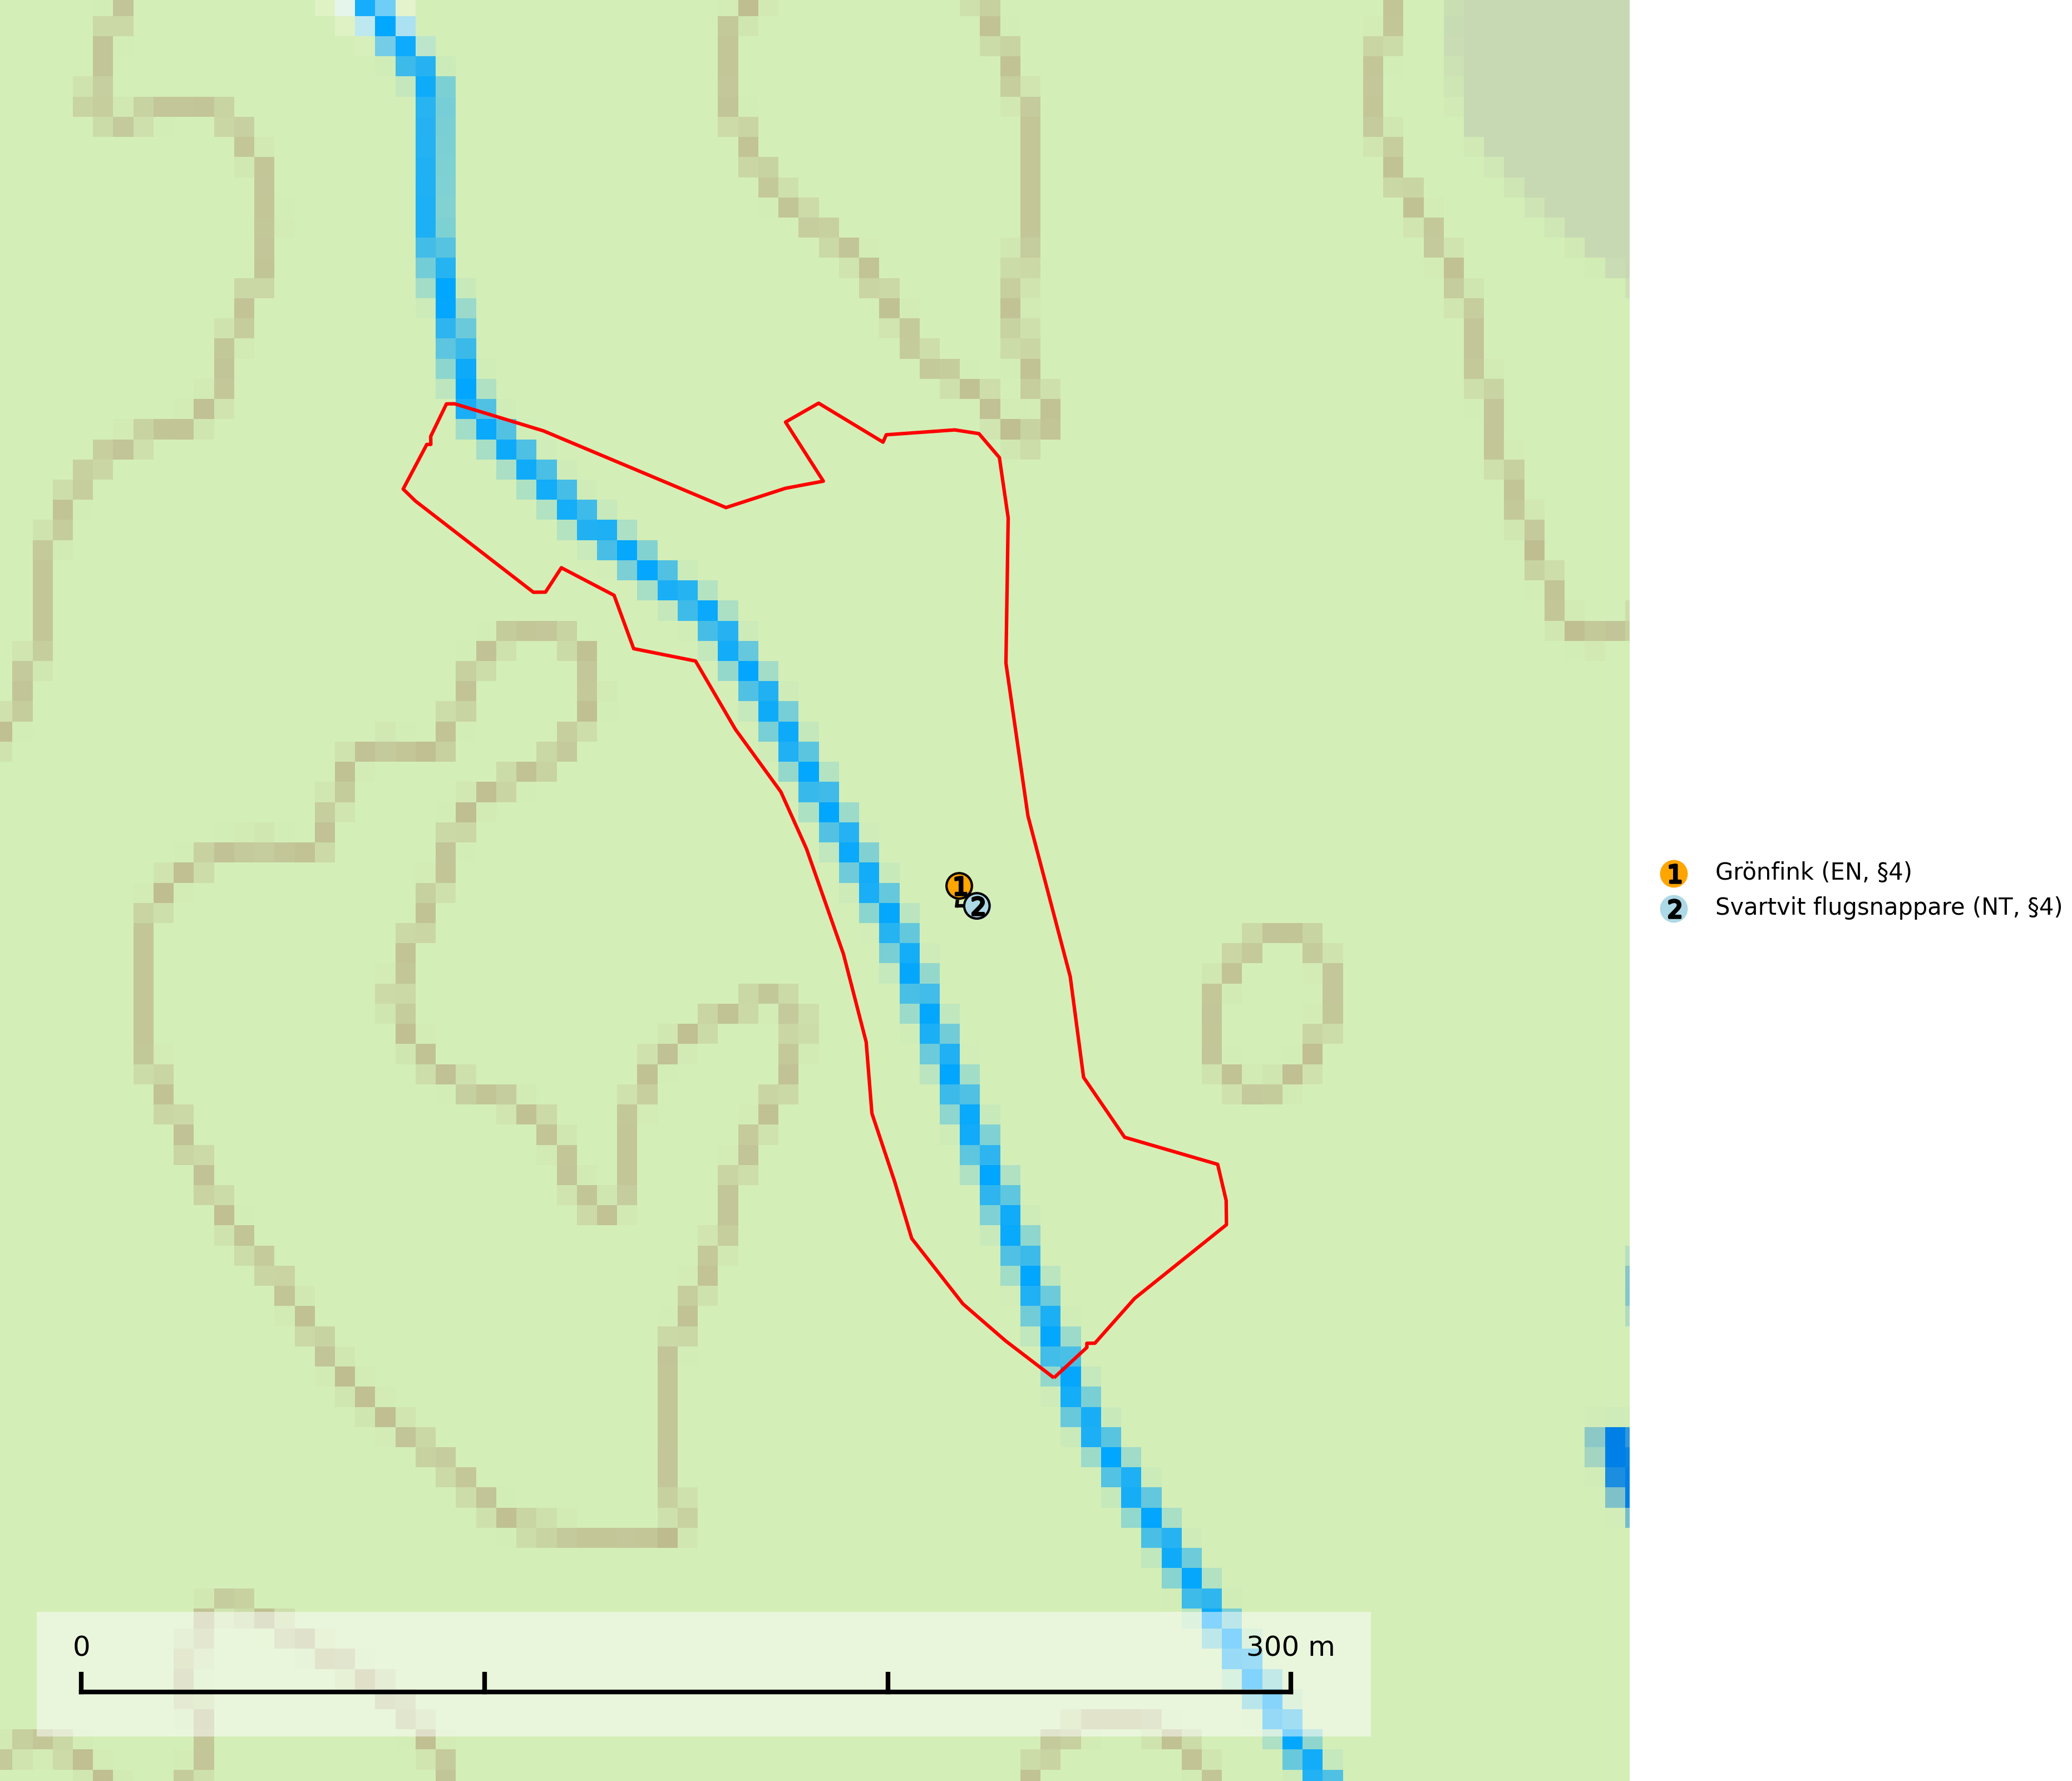 1
2
1 Grönfink (EN, §4)
2 Svartvit flugsnappare (NT, §4)
0 300 m